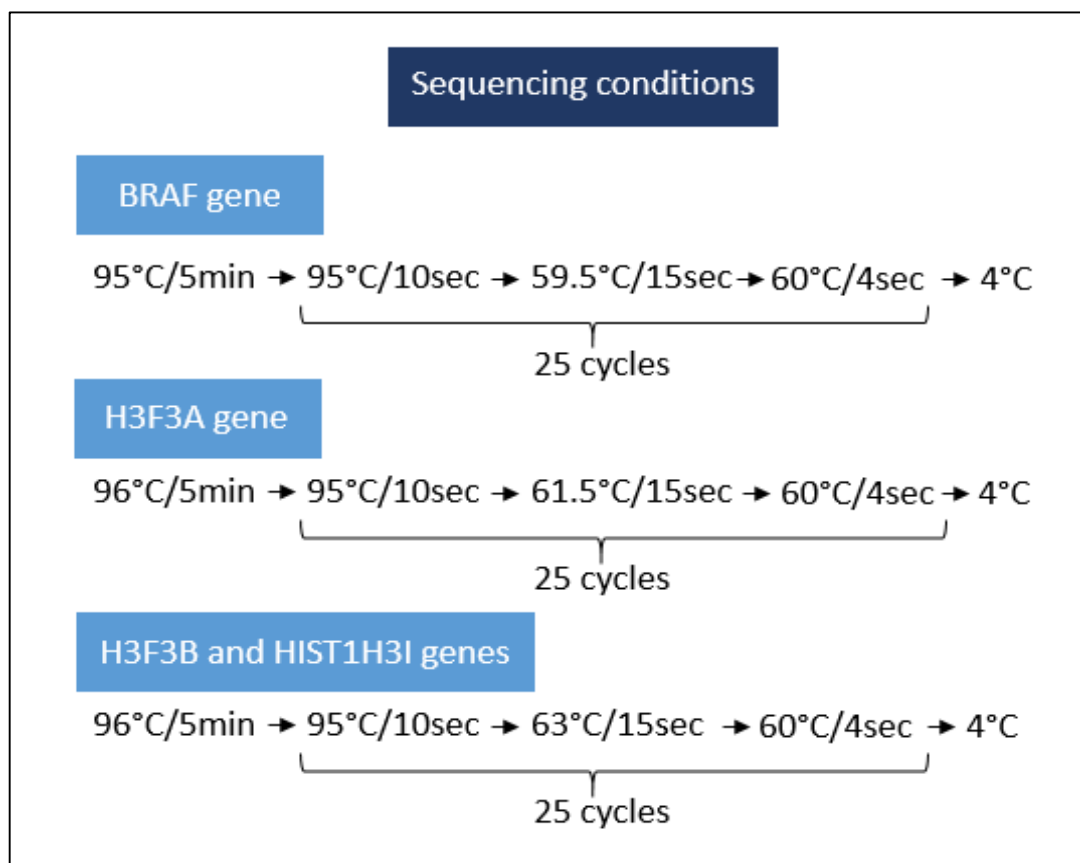 Sequencing conditions
BRAF gene
95°C/5min → 95°C/10sec → 59.5°C/15sec → 60°C/4sec → 4°C
25 cycles
H3F3A gene
96°C/5min → 95°C/10sec → 61.5°C/15sec → 60°C/4sec → 4°C
25 cycles
H3F3B and HIST1H3I genes
96°C/5min → 95°C/10sec → 63°C/15sec → 60°C/4sec → 4°C
25 cycles